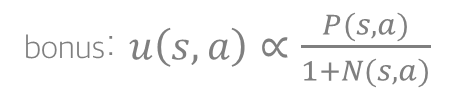 bonus: u(s, a) ∝ P(s,a) / 1+N(s,a)